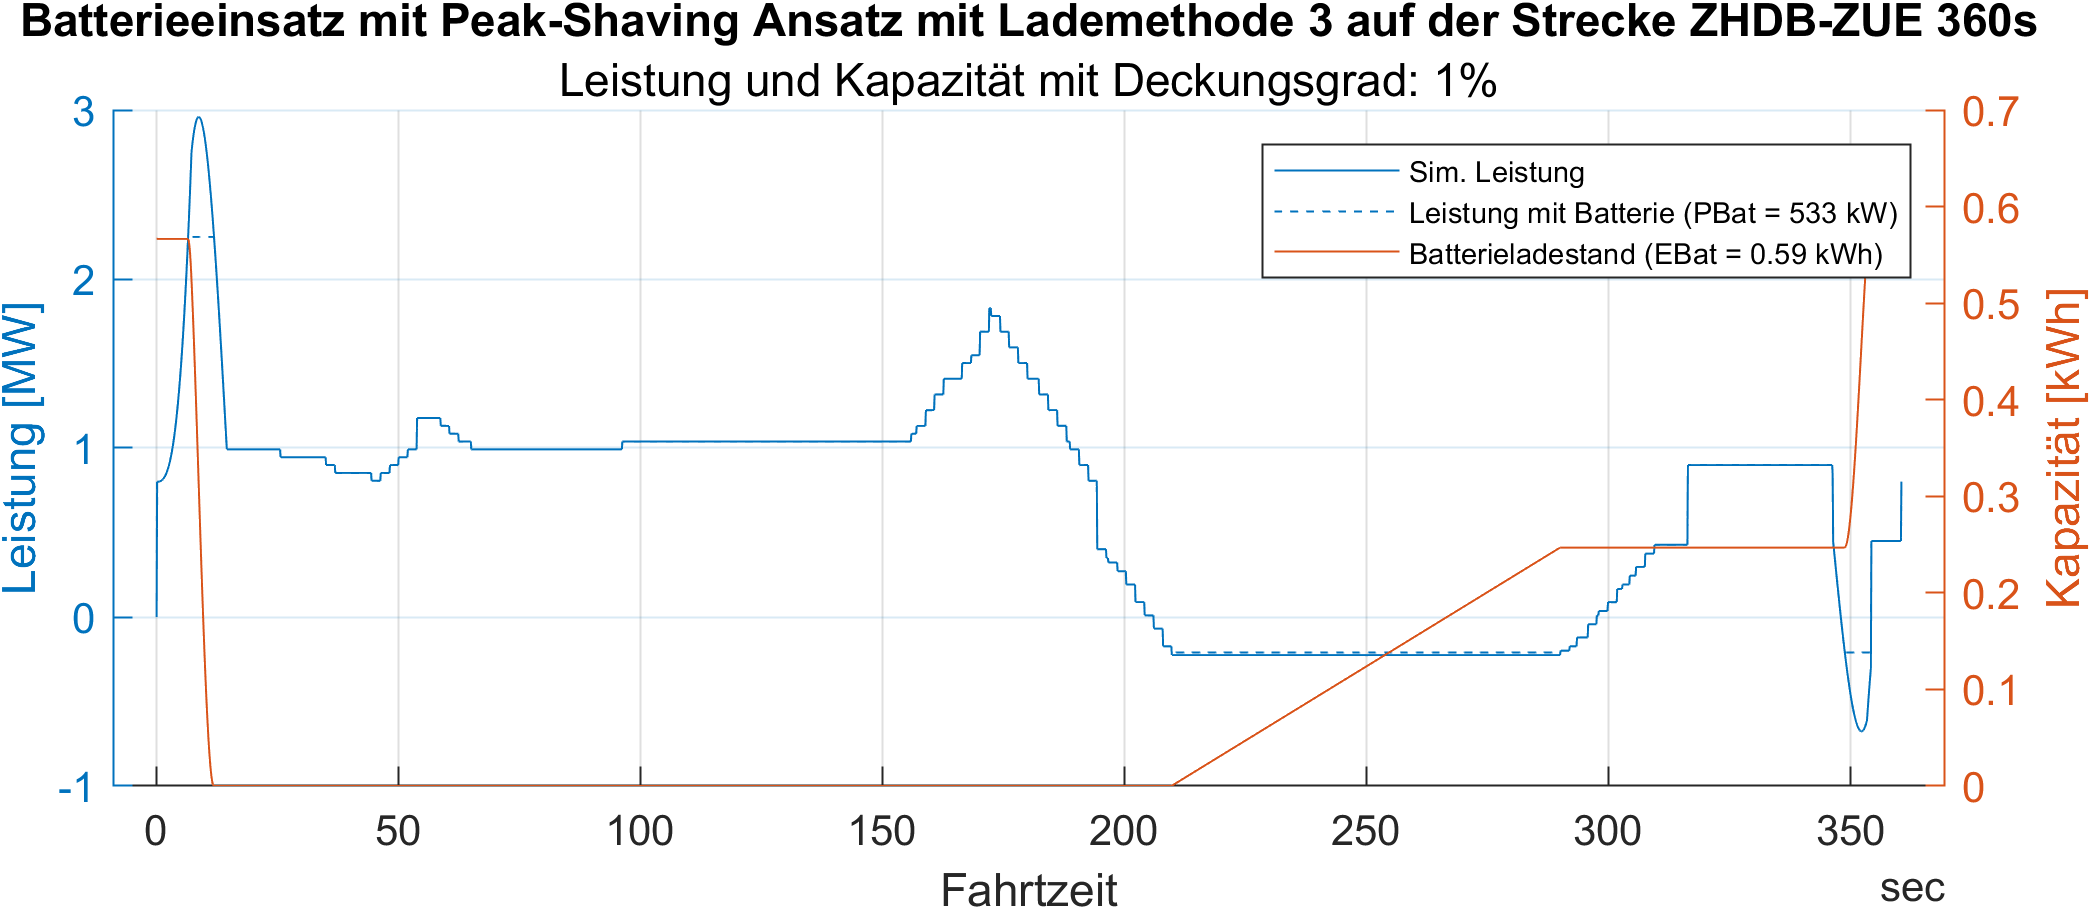 Batterieeinsatz mit Peak-Shaving Ansatz mit Lademethode 3 auf der Strecke ZHDB-ZUE 360s
Leistung und Kapazität mit Deckungsgrad: 1%
3
2
1
0
-1
Leistung [MW]
0.7
0.6
0.5
0.4
0.3
0.2
0.1
0
Kapazität [kWh]
Sim. Leistung
Leistung mit Batterie (PBat = 533 kW)
Batterieladestand (EBat = 0.59 kWh)
0 50 100 150 200 250 300 350
Fahrtzeit
sec